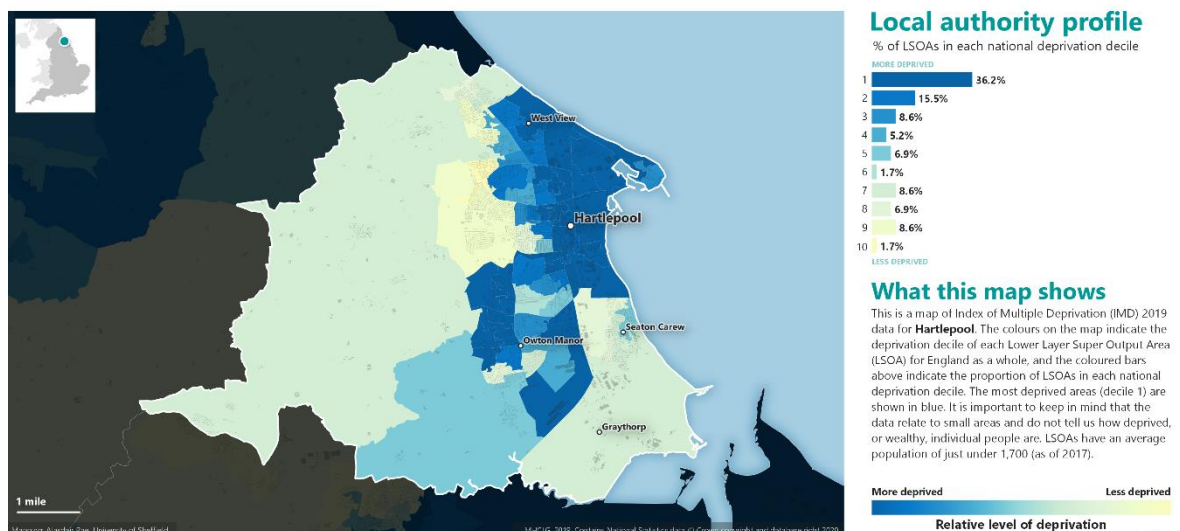 West View
Hartlepool
Seaton Carew
Owton Manor
Graythorp
1 mile
Local authority profile
% of LSOAs in each national deprivation decile
MORE DEPRIVED
1 36.2%
2 15.5%
3 8.6%
4 5.2%
5 6.9%
6 1.7%
7 8.6%
8 6.9%
9 8.6%
10 1.7%
LESS DEPRIVED
What this map shows
This is a map of Index of Multiple Deprivation (IMD) 2019
data for Hartlepool. The colours on the map indicate the
deprivation decile of each Lower Layer Super Output Area
(LSOA) for England as a whole, and the coloured bars
above indicate the proportion of LSOAs in each national
deprivation decile. The most deprived areas (decile 1) are
shown in blue. It is important to keep in mind that the
data relate to small areas and do not tell us how deprived,
or wealthy, individual people are. LSOAs have an average
population of just under 1,700 (as of 2017).
More deprived Less deprived
Relative level of deprivation